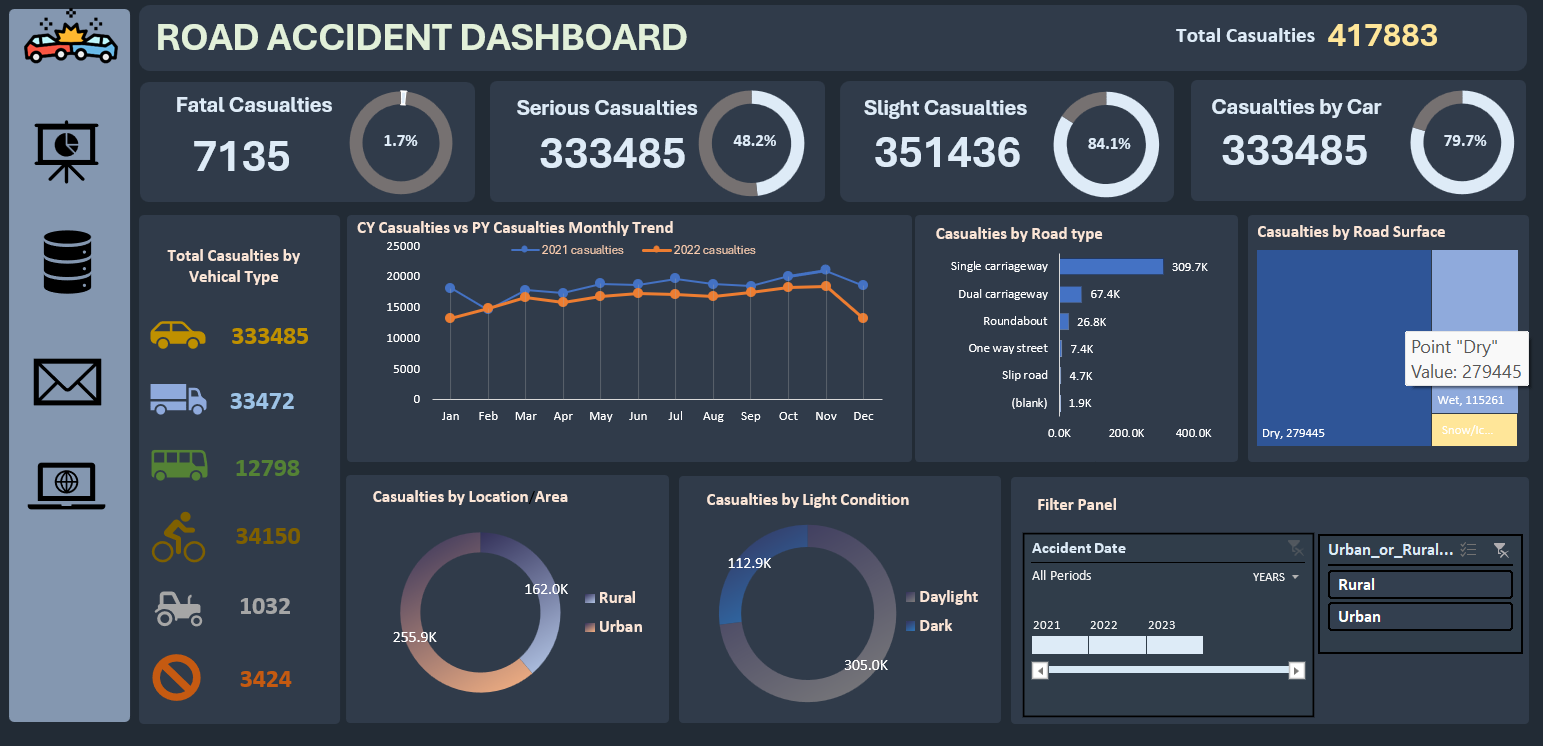 ROAD ACCIDENT DASHBOARD
Total Casualties 417883
Fatal Casualties
7135
1.7%
Serious Casualties
333485
48.2%
Slight Casualties
351436
84.1%
Casualties by Car
333485
79.7%
Total Casualties by
Vehical Type
333485
33472
12798
34150
1032
3424
CY Casualties vs PY Casualties Monthly Trend
2021 casualties 2022 casualties
25000
20000
15000
10000
5000
0
Jan Feb Mar Apr May Jun Jul Aug Sep Oct Nov Dec
Casualties by Road type
Single carriageway 309.7K
Dual carriageway 67.4K
Roundabout 26.8K
One way street 7.4K
Slip road 4.7K
(blank) 1.9K
0.0K 200.0K 400.0K
Casualties by Road Surface
Point "Dry"
Value: 279445
Wet, 115261
Snow/Ic...
Dry, 279445
Casualties by Location Area
162.0K
255.9K
Rural
Urban
Casualties by Light Condition
112.9K
305.0K
Daylight
Dark
Filter Panel
Accident Date
All Periods YEARS
2021 2022 2023
Urban_or_Rural...
Rural
Urban